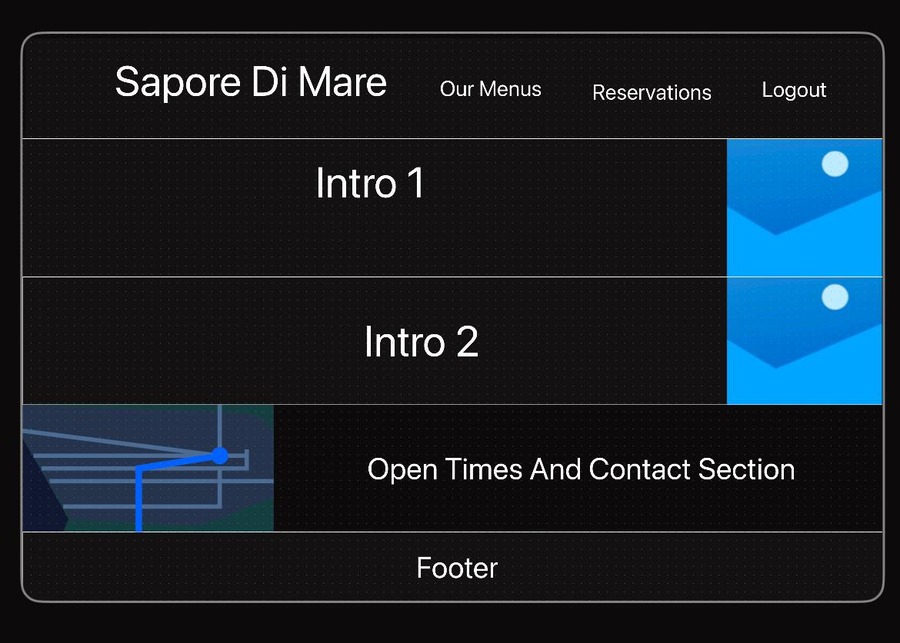 Sapore Di Mare
Our Menus
Reservations
Logout
Intro 1
Intro 2
Open Times And Contact Section
Footer